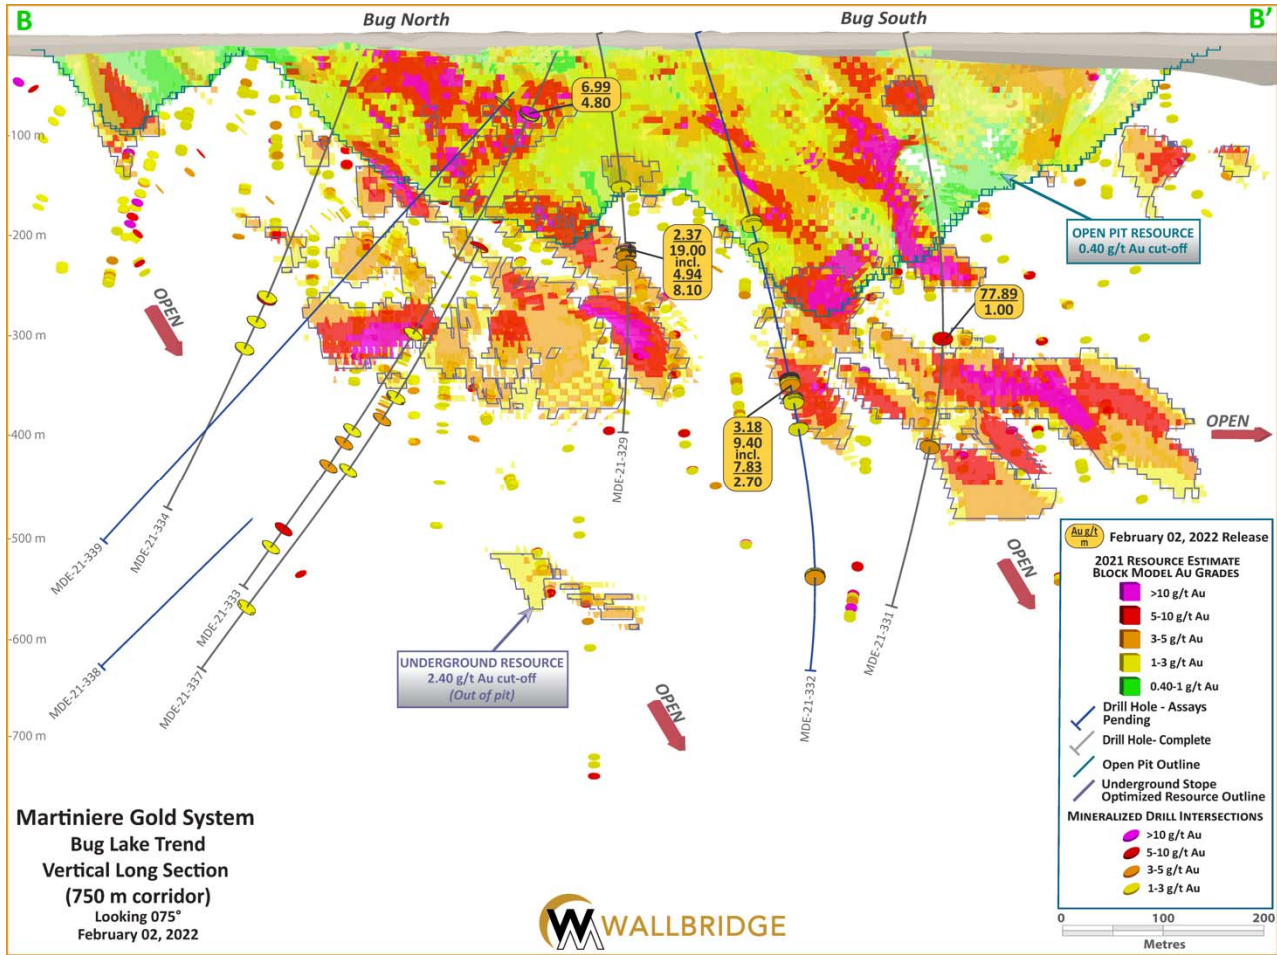 B
Bug North
Bug South
B’
6.99
4.80
-100 m
-200 m
-300 m
-400 m
-500 m
-600 m
-700 m
2.37
19.00
incl.
4.94
8.10
OPEN PIT RESOURCE
0.40 g/t Au cut-off
77.89
1.00
OPEN
OPEN
3.18
9.40
incl.
7.83
2.70
MDE-21-329
MDE-21-339
MDE-21-334
MDE-21-333
MDE-21-338
MDE-21-337
MDE-21-332
MDE-21-331
OPEN
OPEN
UNDERGROUND RESOURCE
2.40 g/t Au cut-off
(Out of pit)
Au g/t
m
February 02, 2022 Release
2021 RESOURCE ESTIMATE
BLOCK MODEL AU GRADES
>10 g/t Au
5-10 g/t Au
3-5 g/t Au
1-3 g/t Au
0.40-1 g/t Au
Drill Hole - Assays
Pending
Drill Hole- Complete
Open Pit Outline
Underground Stope
Optimized Resource Outline
MINERALIZED DRILL INTERSECTIONS
>10 g/t Au
5-10 g/t Au
3-5 g/t Au
1-3 g/t Au
0 100 200
Metres
Martiniere Gold System
Bug Lake Trend
Vertical Long Section
(750 m corridor)
Looking 075°
February 02, 2022
WALLBRIDGE